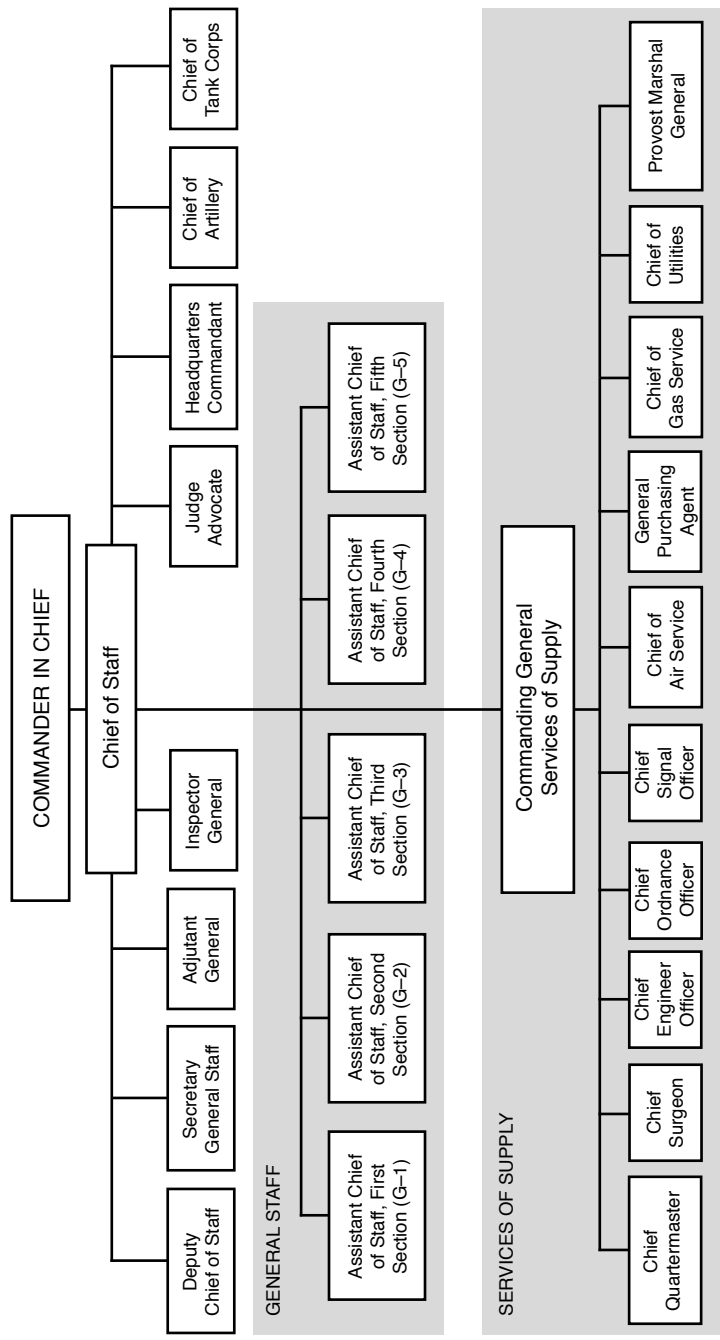 COMMANDER IN CHIEF
Chief of Staff
Deputy
Chief of Staff
Secretary
General Staff
Adjutant
General
Inspector
General
Judge
Advocate
Headquarters
Commandant
Chief of
Artillery
Chief of
Tank Corps
GENERAL STAFF
Assistant Chief
of Staff, First
Section (G–1)
Assistant Chief
of Staff, Second
Section (G–2)
Assistant Chief
of Staff, Third
Section (G–3)
Assistant Chief
of Staff, Fourth
Section (G–4)
Assistant Chief
of Staff, Fifth
Section (G–5)
SERVICES OF SUPPLY
Commanding General
Services of Supply
Chief
Quartermaster
Chief
Surgeon
Chief
Engineer
Officer
Chief
Ordnance
Officer
Chief
Signal
Officer
Chief of
Air Service
General
Purchasing
Agent
Chief of
Gas Service
Chief of
Utilities
Provost Marshal
General